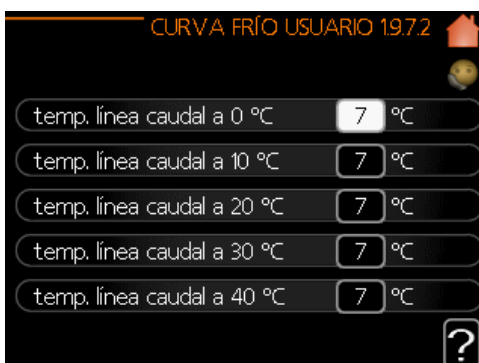 CURVA FRÍO USUARIO 1.9.7.2
temp. línea caudal a 0 °C 7 °C
temp. línea caudal a 10 °C 7 °C
temp. línea caudal a 20 °C 7 °C
temp. línea caudal a 30 °C 7 °C
temp. línea caudal a 40 °C 7 °C
?